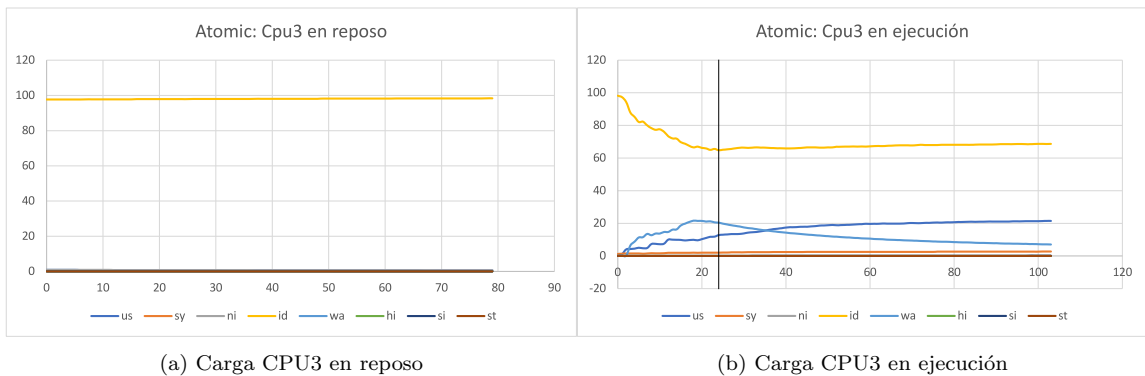 Atomic: Cpu3 en reposo
120
100
80
60
40
20
0
0 10 20 30 40 50 60 70 80 90
us sy ni id wa hi si st
(a) Carga CPU3 en reposo
Atomic: Cpu3 en ejecución
120
100
80
60
40
20
0
-20
0 20 40 60 80 100 120
us sy ni id wa hi si st
(b) Carga CPU3 en ejecución